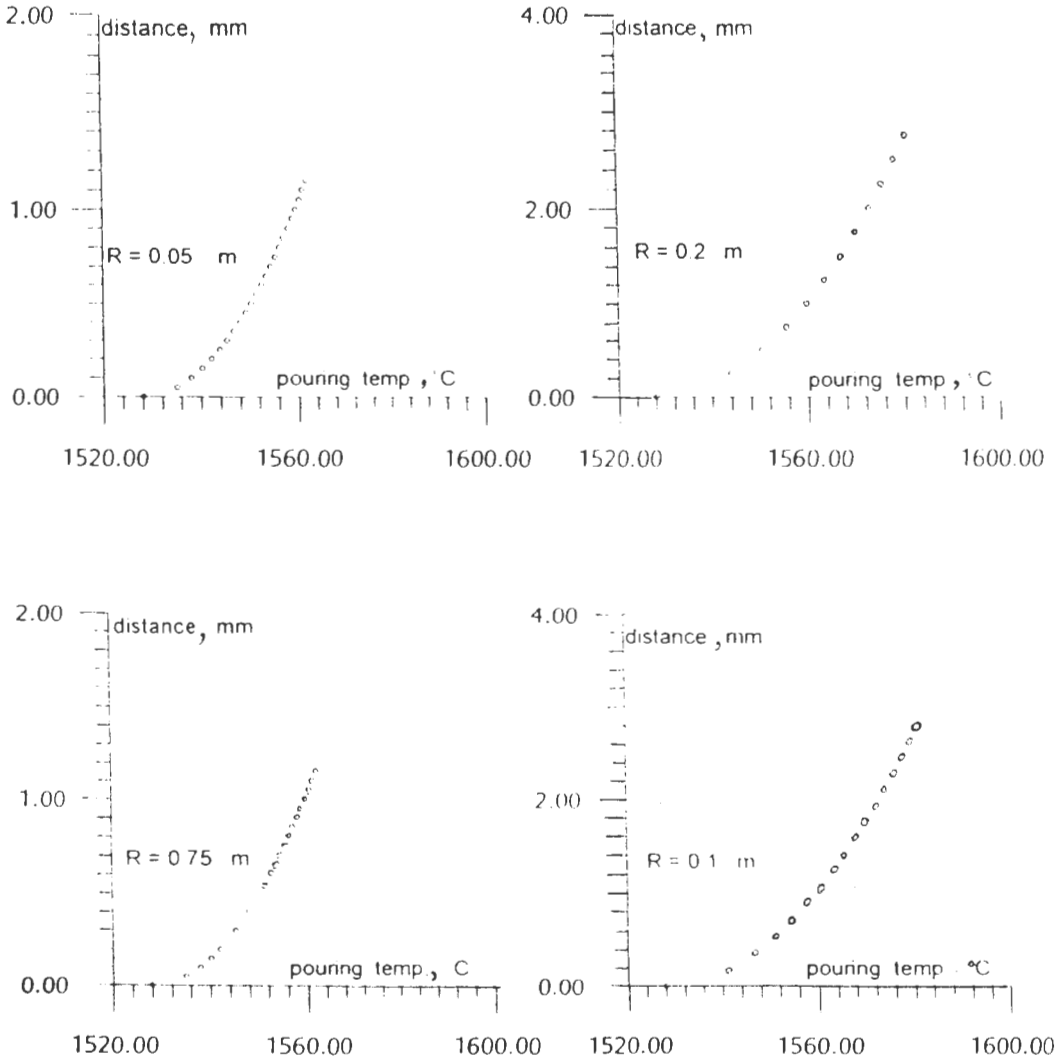 2.00
distance, mm
1.00
R = 0.05 m
pouring temp , °C
0.00
1520.00 1560.00 1600.00
4.00
distance, mm
2.00
R = 0.2 m
pouring temp , °C
0.00
1520.00 1560.00 1600.00
2.00
distance, mm
1.00
R = 0 75 m
pouring temp., C
0.00
1520.00 1560.00 1600.00
4.00
distance , mm
2.00
R = 0 1 m
pouring temp . °C
0.00
1520.00 1560.00 1600.00